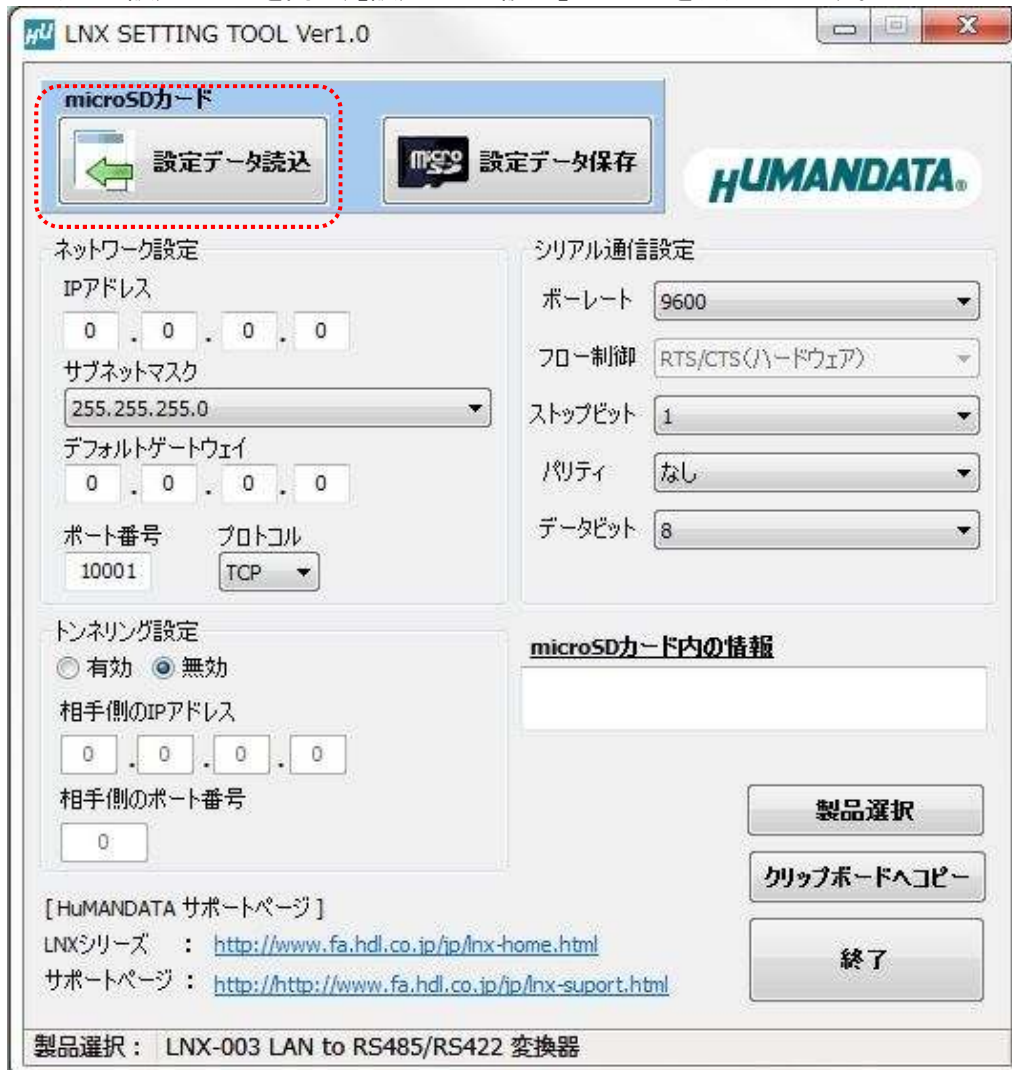 LNX SETTING TOOL Ver1.0
microSDカード
設定データ読込
micro
設定データ保存
HUMANDATA®
ネットワーク設定
IPアドレス
0 . 0 . 0 . 0
サブネットマスク
255.255.255.0
デフォルトゲートウェイ
0 . 0 . 0 . 0
ポート番号 プロトコル
10001 TCP
シリアル通信設定
ボーレート 9600
フロー制御 RTS/CTS(ハードウェア)
ストップビット 1
パリティ なし
データビット 8
トンネリング設定
有効 無効
相手側のIPアドレス
0 . 0 . 0 . 0
相手側のポート番号
0
microSDカード内の情報
製品選択
クリップボードへコピー
終了
[ HuMANDATA サポートページ ]
LNXシリーズ : http://www.fa.hdl.co.jp/jp/lnx-home.html
サポートページ : http://http://www.fa.hdl.co.jp/jp/lnx-suport.html
製品選択： LNX-003 LAN to RS485/RS422 変換器